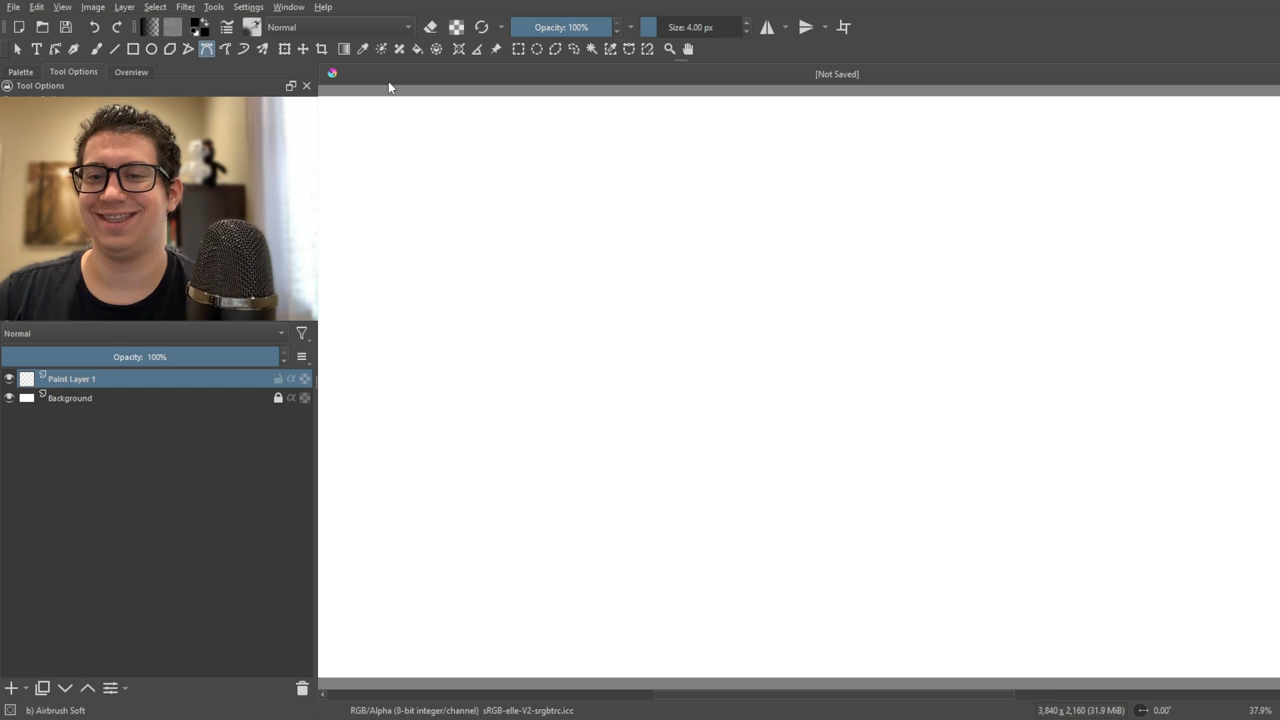 File Edit View Image Layer Select Filter Tools Settings Window Help
Normal Opacity: 100% Size: 4.00 px
Palette Tool Options Overview
[Not Saved]
Tool Options
Normal
Opacity: 100%
Paint Layer 1
Background
b) Airbrush Soft RGB/Alpha (8-bit integer/channel) sRGB-elle-V2-srgbtrc.icc 3,840 x 2,160 (31.9 MiB) 0.00° 37.9%